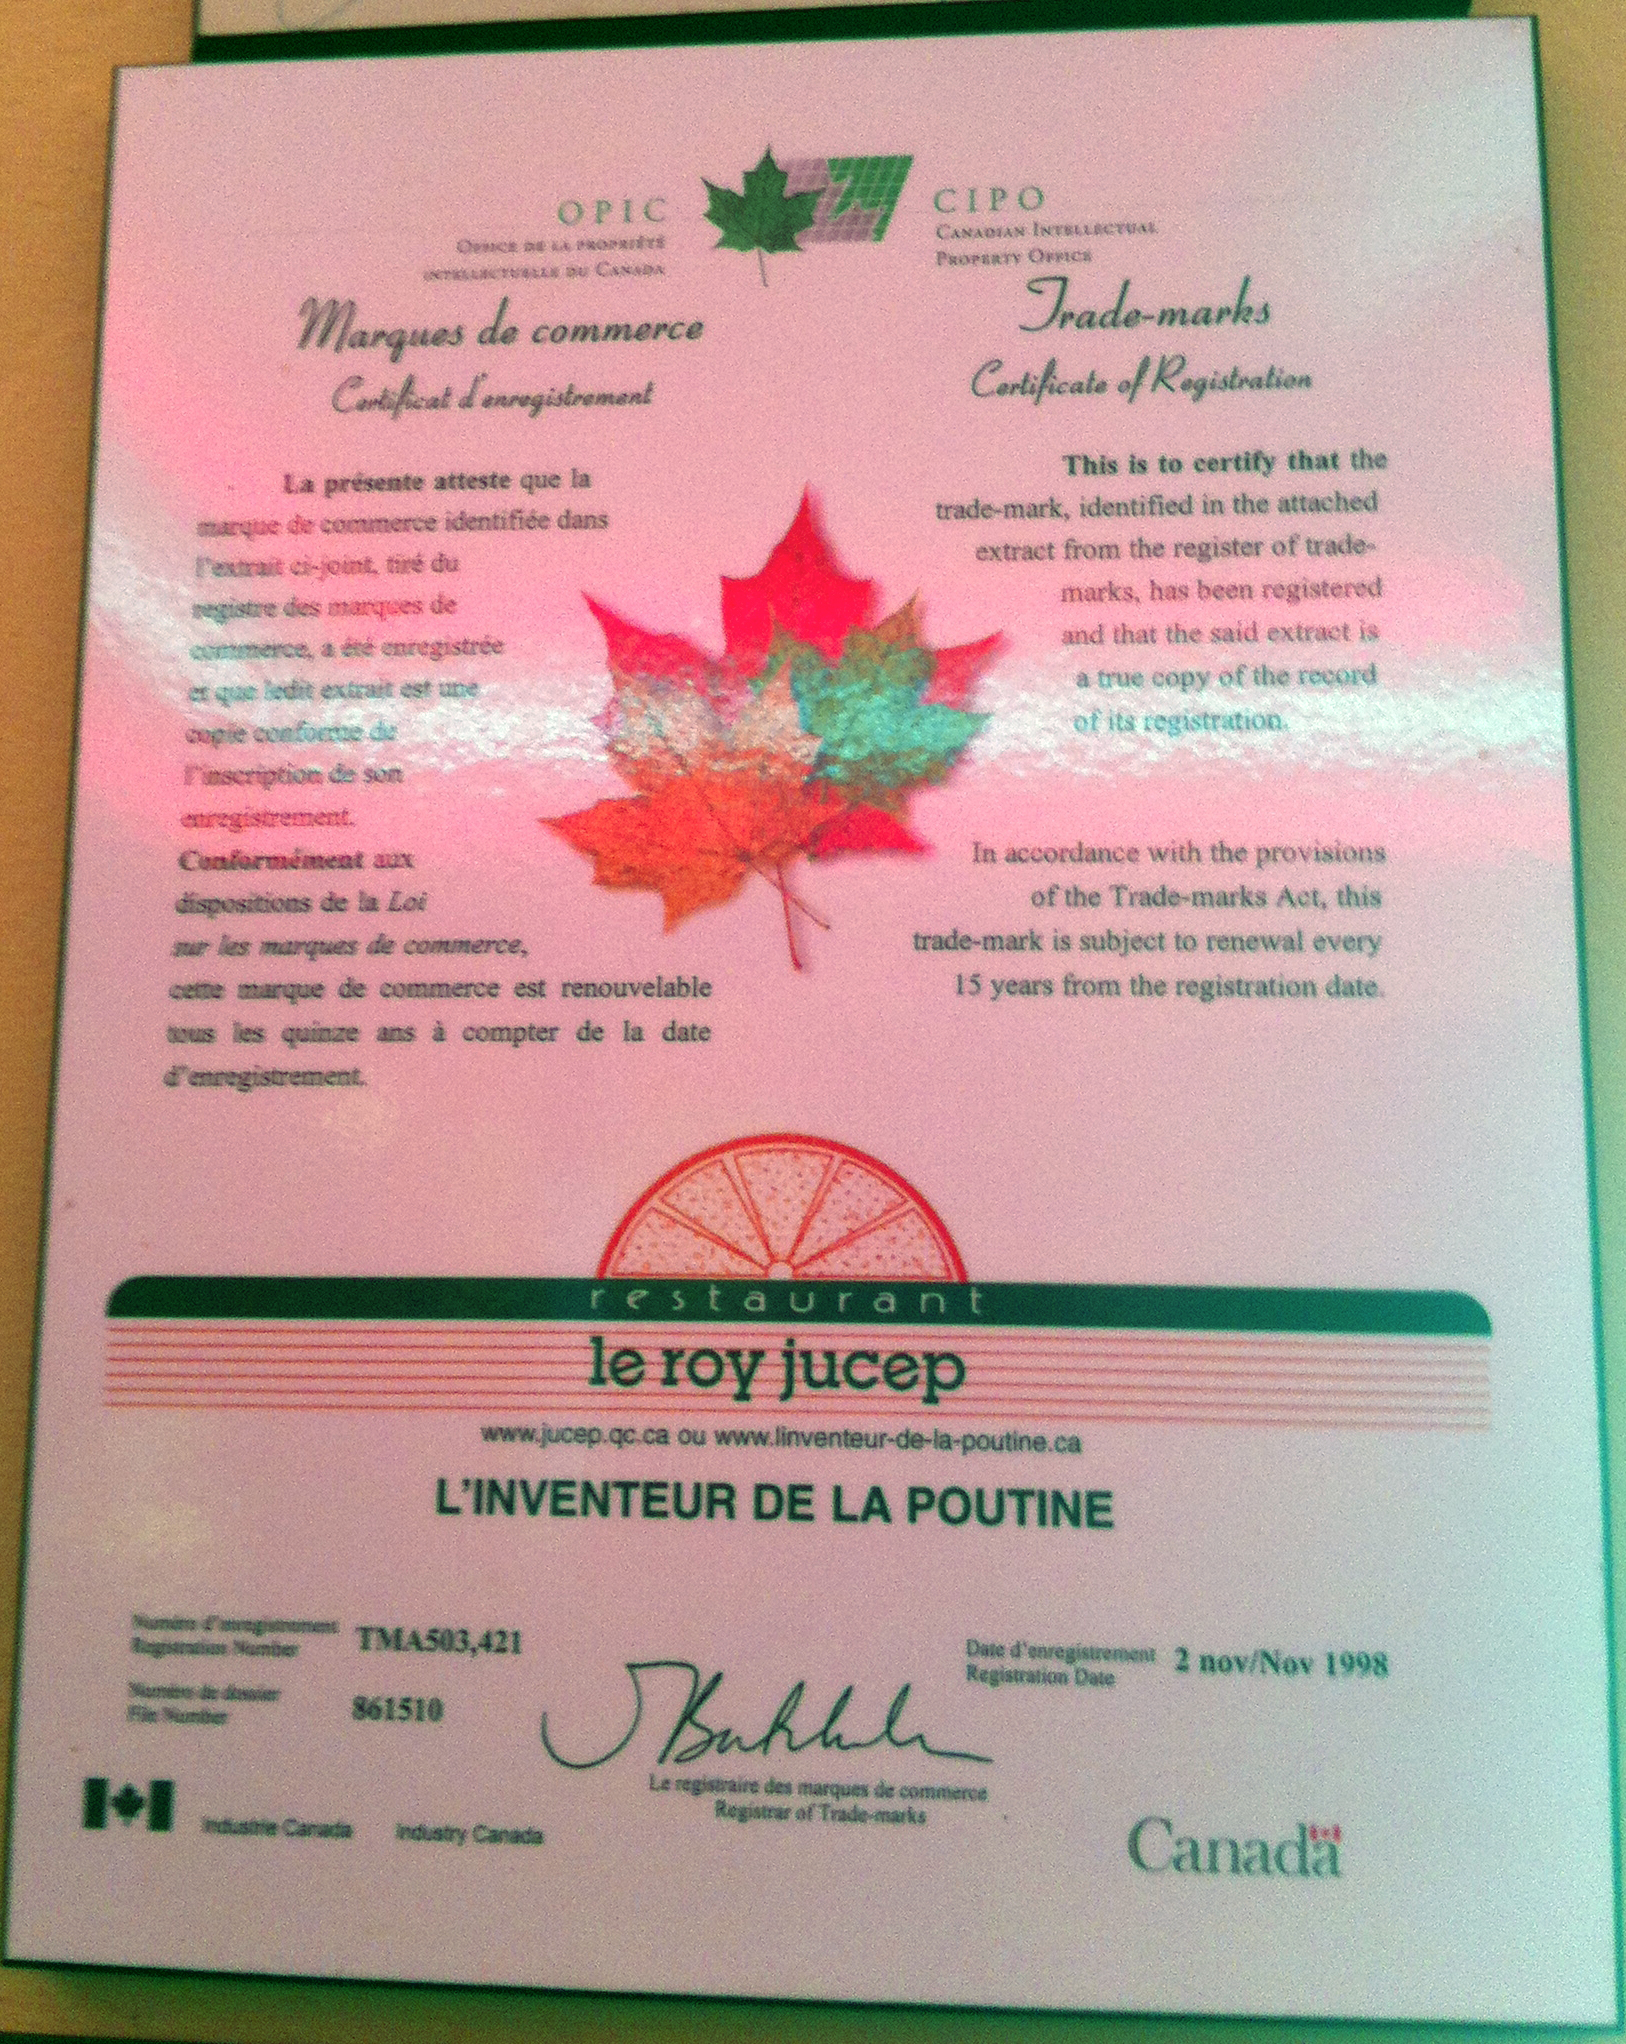 OPIC
OFFICE DE LA PROPRIÉTÉ
INTELLECTUELLE DU CANADA
CIPO
CANADIAN INTELLECTUAL
PROPERTY OFFICE
Marques de commerce
Certificat d'enregistrement
Trade-marks
Certificate of Registration
La présente atteste que la
marque de commerce identifiée dans
l'extrait ci-joint, tiré du
registre des marques de
commerce, a été enregistrée
et que ledit extrait est une
copie conforme de
l'inscription de son
enregistrement.
Conformément aux
dispositions de la Loi
sur les marques de commerce,
cette marque de commerce est renouvelable
tous les quinze ans à compter de la date
d'enregistrement.
This is to certify that the
trade-mark, identified in the attached
extract from the register of trade-
marks, has been registered
and that the said extract is
a true copy of the record
of its registration.
In accordance with the provisions
of the Trade-marks Act, this
trade-mark is subject to renewal every
15 years from the registration date.
restaurant
le roy jucep
www.jucep.qc.ca ou www.linventeur-de-la-poutine.ca
L'INVENTEUR DE LA POUTINE
Numéro d'enregistrement
Registration Number
TMA503,421
Numéro de dossier
File Number
861510
Date d'enregistrement
Registration Date
2 nov/Nov 1998
Le registraire des marques de commerce
Registrar of Trade-marks
Industrie Canada Industry Canada
Canada